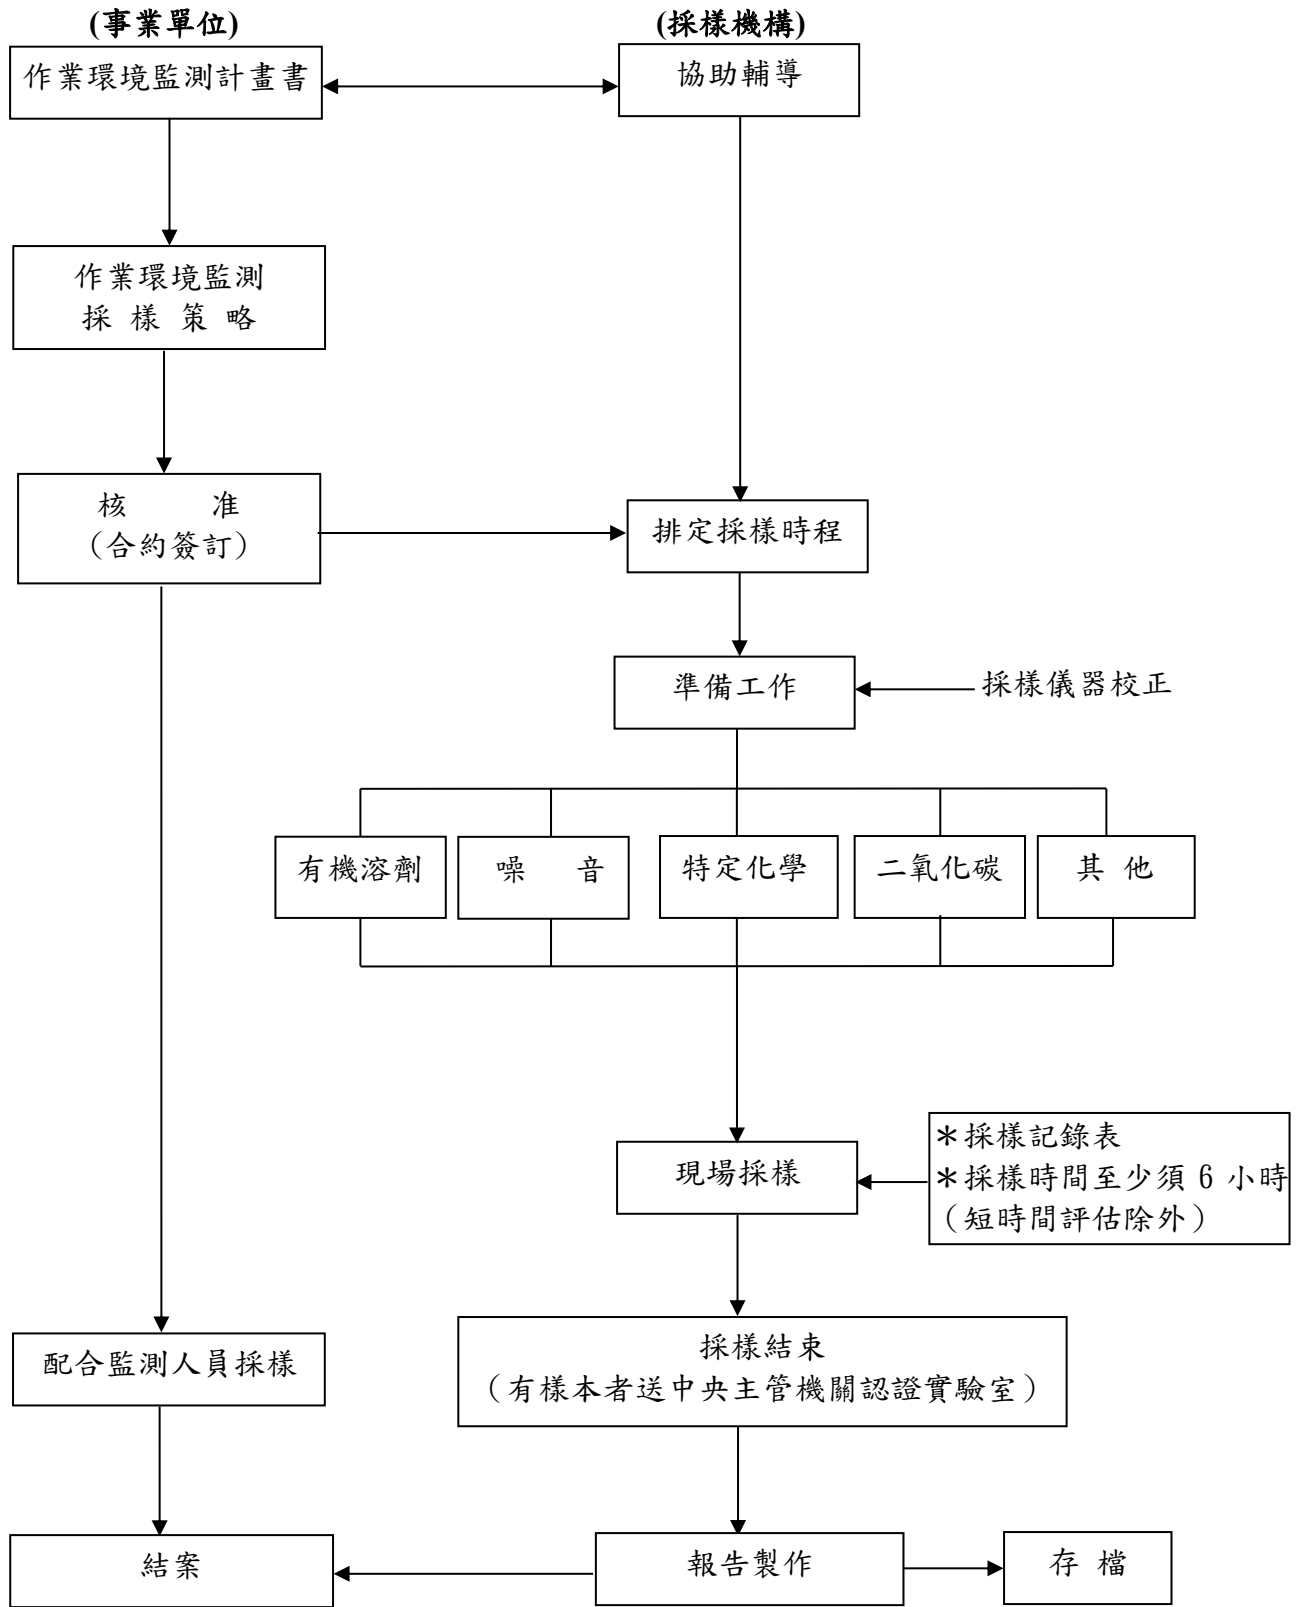 (事業單位)
(採樣機構)
作業環境監測計畫書
協助輔導
作業環境監測
採 樣 策 略
核 准
（合約簽訂）
排定採樣時程
準備工作
採樣儀器校正
有機溶劑
噪 音
特定化學
二氧化碳
其 他
現場採樣
＊採樣記錄表
＊採樣時間至少須 6 小時
（短時間評估除外）
配合監測人員採樣
採樣結束
（有樣本者送中央主管機關認證實驗室）
結案
報告製作
存 檔